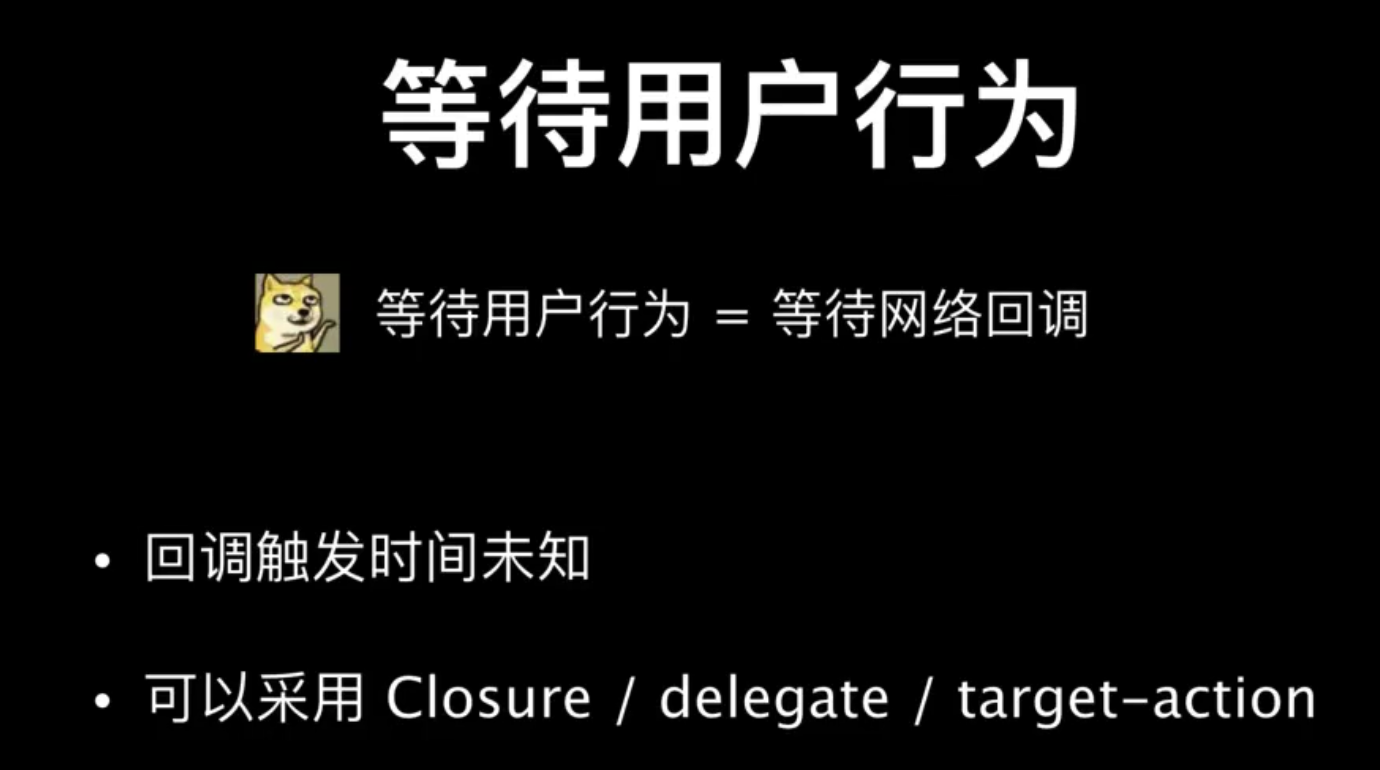 等待用户行为
等待用户行为 = 等待网络回调
• 回调触发时间未知
• 可以采用 Closure / delegate / target-action